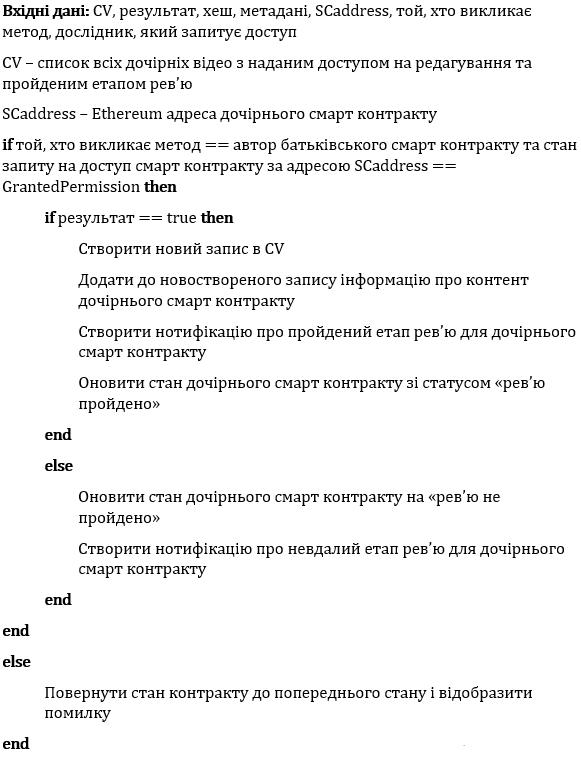 Вхідні дані: CV, результат, хеш, метадані, SCaddress, той, хто викликає
метод, дослідник, який запитує доступ
CV – список всіх дочірніх відео з наданим доступом на редагування та
пройденим етапом рев’ю
SCaddress – Ethereum адреса дочірнього смарт контракту
if той, хто викликає метод == автор батьківського смарт контракту та стан
запиту на доступ смарт контракту за адресою SCaddress ==
GrantedPermission then
if результат == true then
Створити новий запис в CV
Додати до новоствореного запису інформацію про контент
дочірнього смарт контракту
Створити нотифікацію про пройдений етап рев’ю для дочірнього
смарт контракту
Оновити стан дочірнього смарт контракту зі статусом «рев’ю
пройдено»
end
else
Оновити стан дочірнього смарт контракту на «рев’ю не
пройдено»
Створити нотифікацію про невдалий етап рев’ю для дочірнього
смарт контракту
end
end
else
Повернути стан контракту до попереднього стану і відобразити
помилку
end